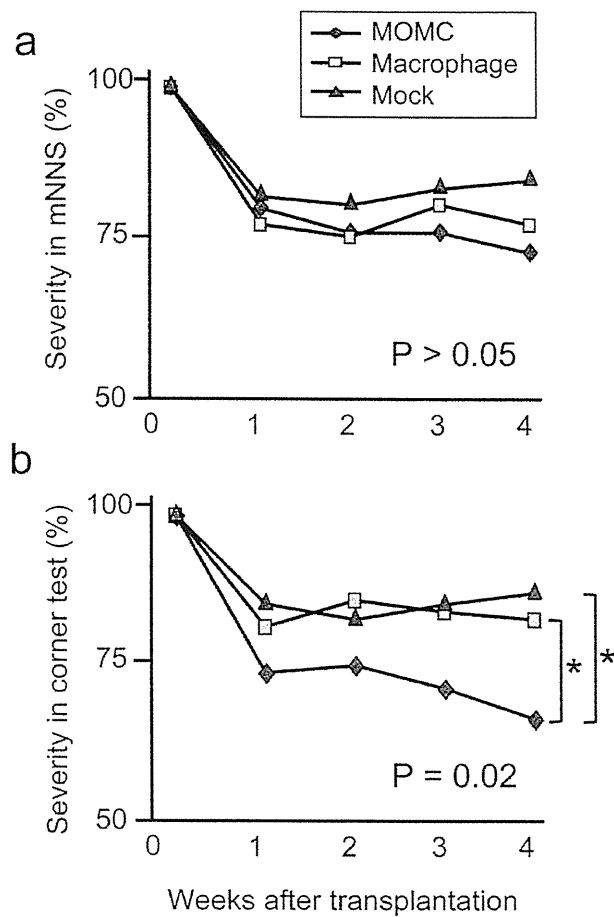 a
MOMC
Macrophage
Mock
Severity in mNNS (%)
100
75
50
P > 0.05
0 1 2 3 4
b
Severity in corner test (%)
100
75
50
*
*
P = 0.02
0 1 2 3 4
Weeks after transplantation